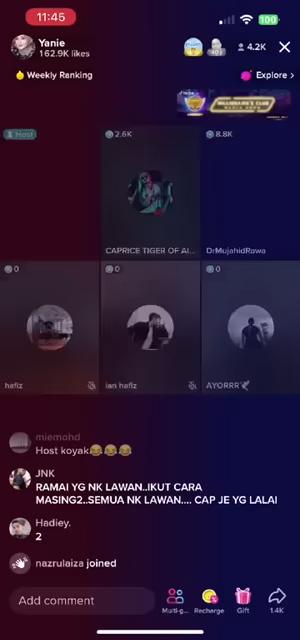 11:45
100
Yanie
162.9K likes
4.2K
Weekly Ranking
Explore >
MILLIONAIRE'S CLUB
Host
2.6K
8.8K
CAPRICE TIGER OF AI...
DrMujahidRawa
0
0
0
hafiz
ian hafiz
AYORRR
miemohd
Host koyak😂😂😂
JNK
RAMAI YG NK LAWAN..IKUT CARA
MASING2..SEMUA NK LAWAN.... CAP JE YG LALAI
Hadiey.
2
nazrulaiza joined
Add comment
Multi-g...
Recharge
Gift
1.4K